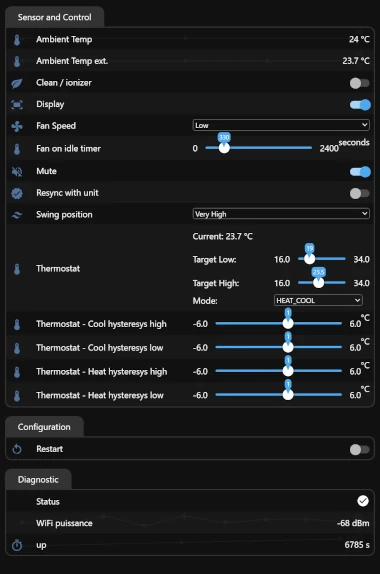 Sensor and Control
Ambient Temp 24 °C
Ambient Temp ext. 23.7 °C
Clean / ionizer
Display
Fan Speed Low
330
Fan on idle timer 0 2400 seconds
Mute
Resync with unit
Swing position Very High
Current: 23.7 °C
19
Target Low: 16.0 34.0
Thermostat
23.5
Target High: 16.0 34.0
Mode: HEAT_COOL
1
Thermostat - Cool hysteresys high -6.0 6.0 °C
1
Thermostat - Cool hysteresys low -6.0 6.0 °C
1
Thermostat - Heat hysteresys high -6.0 6.0 °C
1
Thermostat - Heat hysteresys low -6.0 6.0 °C
Configuration
Restart
Diagnostic
Status
WiFi puissance -68 dBm
up 6785 s